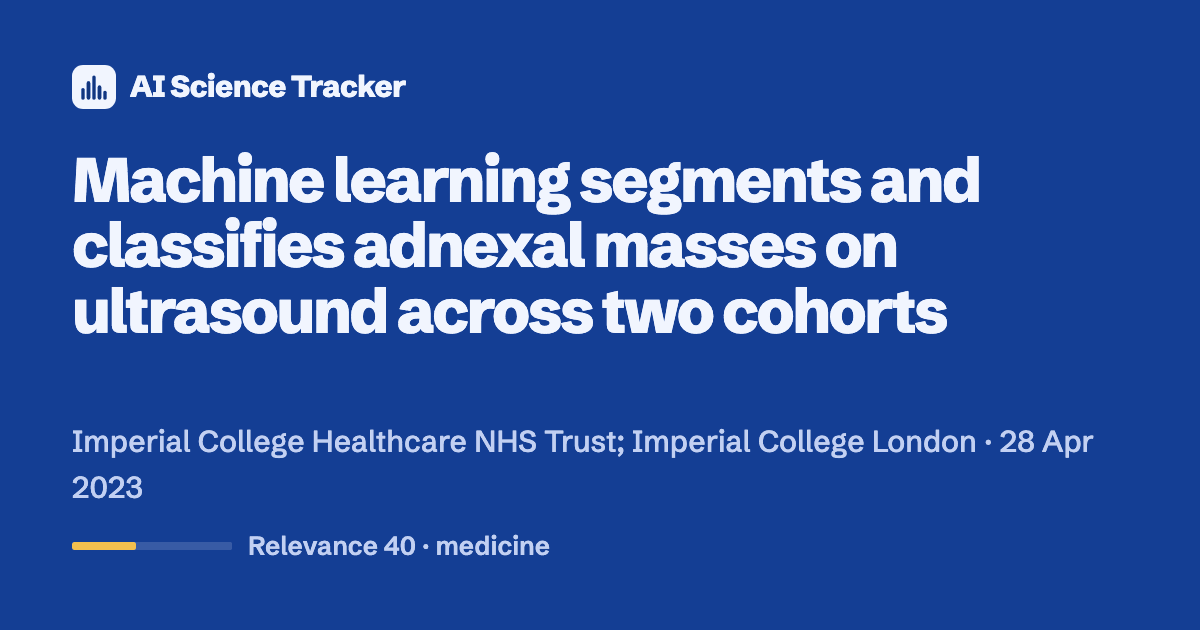 AI Science Tracker
Machine learning segments and
classifies adnexal masses on
ultrasound across two cohorts
Imperial College Healthcare NHS Trust; Imperial College London · 28 Apr
2023
Relevance 40 · medicine